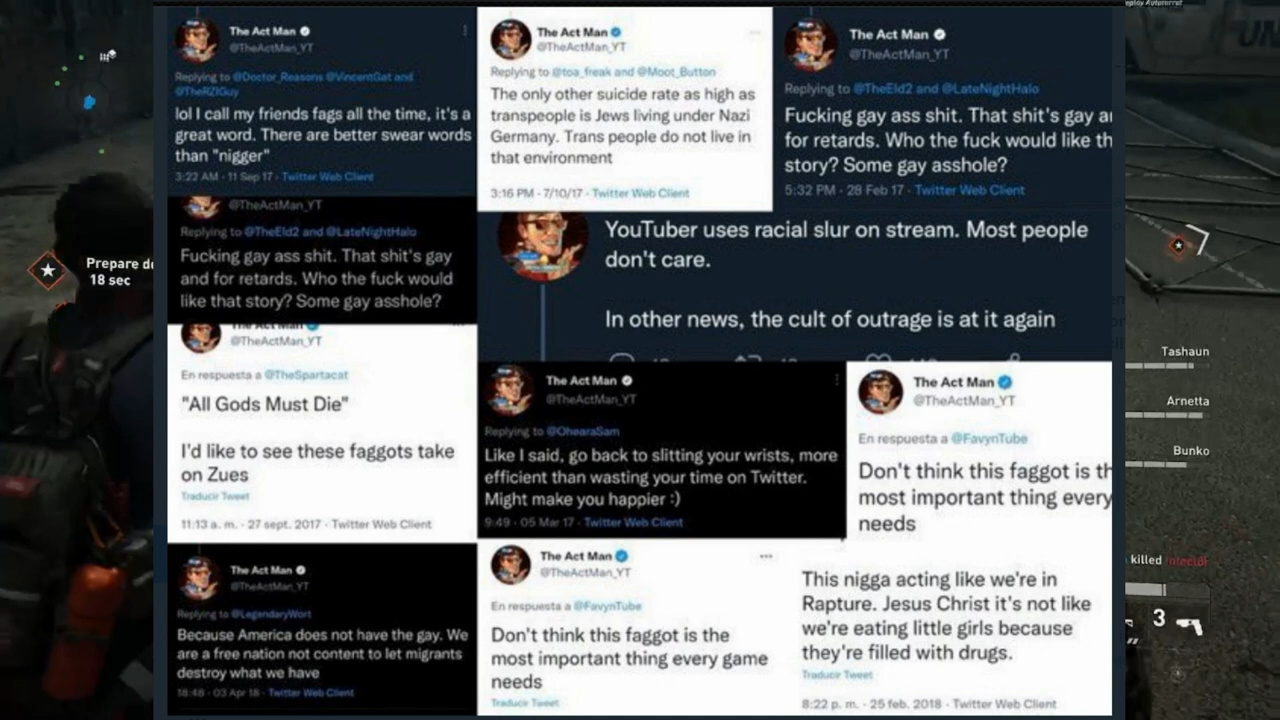 The Act Man
@TheActMan_YT
Replying to @Doctor_Reasons @VincentGat and
@TheRZIGuy
lol I call my friends fags all the time, it's a
great word. There are better swear words
than "nigger"
3:22 AM · 11 Sep 17 · Twitter Web Client
The Act Man
@TheActMan_YT
Replying to @toa_freak and @Moot_Button
The only other suicide rate as high as
transpeople is Jews living under Nazi
Germany. Trans people do not live in
that environment
3:16 PM · 7/10/17 · Twitter Web Client
The Act Man
@TheActMan_YT
Replying to @TheEld2 and @LateNightHalo
Fucking gay ass shit. That shit's gay
for retards. Who the fuck would like th
story? Some gay asshole?
5:32 PM · 28 Feb 17 · Twitter Web Client
@TheActMan_YT
Replying to @TheEld2 and @LateNightHalo
Fucking gay ass shit. That shit's gay
and for retards. Who the fuck would
like that story? Some gay asshole?
YouTuber uses racial slur on stream. Most people
don't care.
In other news, the cult of outrage is at it again
The Act Man
@TheActMan_YT
En respuesta a @TheSpartacat
"All Gods Must Die"
I'd like to see these faggots take
on Zues
Traducir Tweet
11:13 a. m. · 27 sept. 2017 · Twitter Web Client
The Act Man
@TheActMan_YT
Replying to @OhearaSam
Like I said, go back to slitting your wrists, more
efficient than wasting your time on Twitter.
Might make you happier :)
9:49 · 05 Mar 17 · Twitter Web Client
The Act Man
@TheActMan_YT
En respuesta a @FavynTube
Don't think this faggot is th
most important thing every
needs
The Act Man
@TheActMan_YT
Replying to @LegendaryWort
Because America does not have the gay. We
are a free nation not content to let migrants
destroy what we have
18:48 · 03 Apr 18 · Twitter Web Client
The Act Man
@TheActMan_YT
En respuesta a @FavynTube
Don't think this faggot is the
most important thing every game
needs
Traducir Tweet
This nigga acting like we're in
Rapture. Jesus Christ it's not like
we're eating little girls because
they're filled with drugs.
Traducir Tweet
8:22 p. m. · 25 feb. 2018 · Twitter Web Client
Prepare d
18 sec
Tashaun
Arnetta
Bunko
killed
3